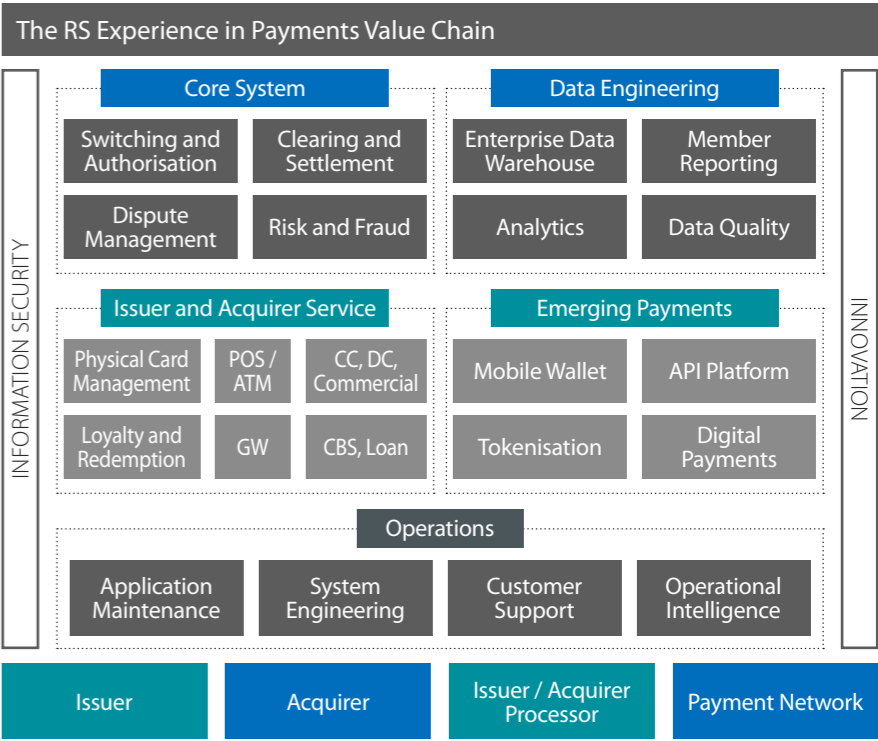 The RS Experience in Payments Value Chain
INFORMATION SECURITY
Core System
Switching and
Authorisation
Clearing and
Settlement
Dispute
Management
Risk and Fraud
Data Engineering
Enterprise Data
Warehouse
Member
Reporting
Analytics
Data Quality
Issuer and Acquirer Service
Physical Card
Management
POS /
ATM
CC, DC,
Commercial
Loyalty and
Redemption
GW
CBS, Loan
Emerging Payments
Mobile Wallet
API Platform
Tokenisation
Digital
Payments
INNOVATION
Operations
Application
Maintenance
System
Engineering
Customer
Support
Operational
Intelligence
Issuer
Acquirer
Issuer / Acquirer
Processor
Payment Network